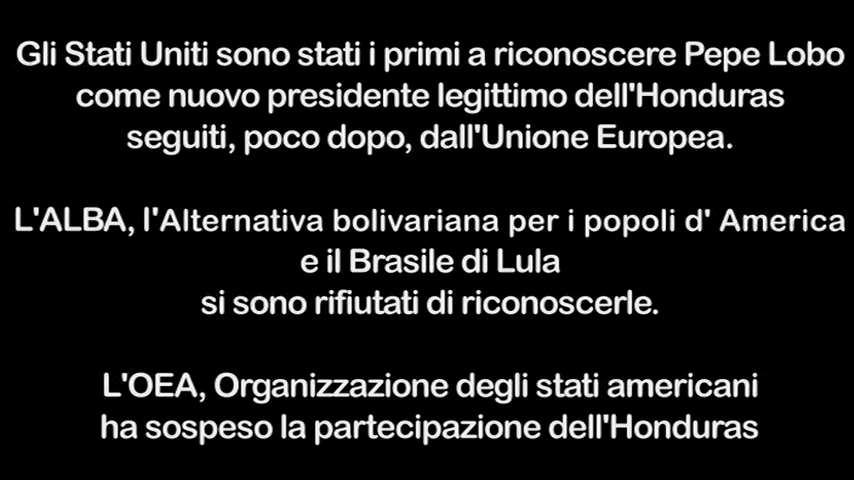 Gli Stati Uniti sono stati i primi a riconoscere Pepe Lobo
come nuovo presidente legittimo dell'Honduras
seguiti, poco dopo, dall'Unione Europea.
L'ALBA, l'Alternativa bolivariana per i popoli d' America
e il Brasile di Lula
si sono rifiutati di riconoscerle.
L'OEA, Organizzazione degli stati americani
ha sospeso la partecipazione dell'Honduras